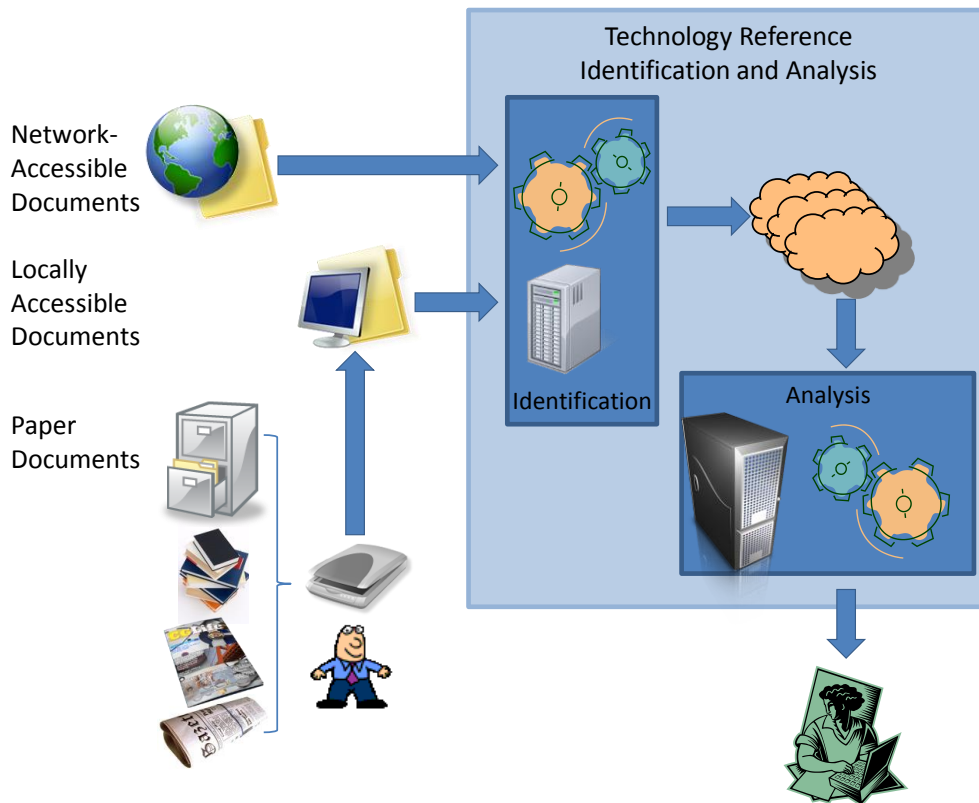 Technology Reference
Identification and Analysis
Network-
Accessible
Documents
Locally
Accessible
Documents
Identification
Analysis
Paper
Documents